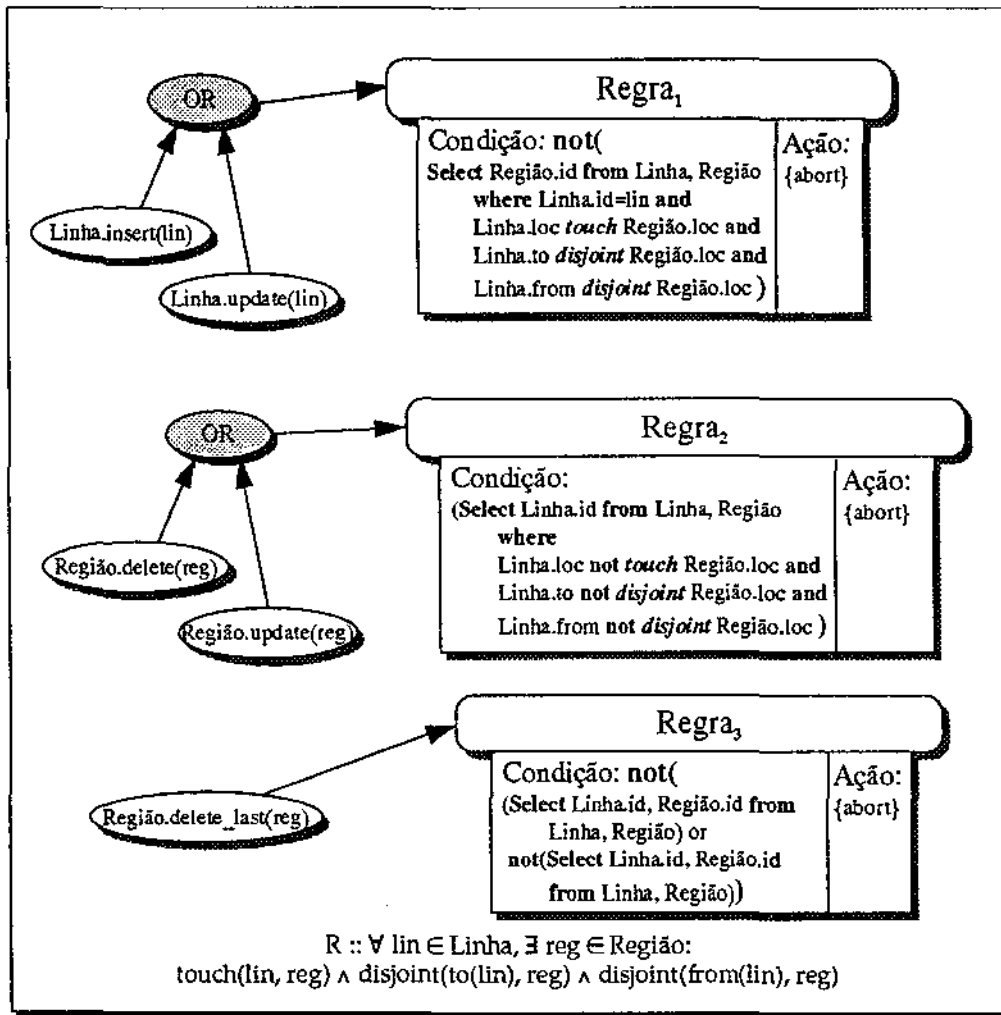 OR
Regra₁
Condição: not(
Select Região.id from Linha, Região
where Linha.id=lin and
Linha.loc touch Região.loc and
Linha.to disjoint Região.loc and
Linha.from disjoint Região.loc )
Ação:
{abort}
Linha.insert(lin)
Linha.update(lin)
OR
Regra₂
Condição:
(Select Linha.id from Linha, Região
where
Linha.loc not touch Região.loc and
Linha.to not disjoint Região.loc and
Linha.from not disjoint Região.loc )
Ação:
{abort}
Região.delete(reg)
Região.update(reg)
Regra₃
Condição: not(
(Select Linha.id, Região.id from
Linha, Região) or
not(Select Linha.id, Região.id
from Linha, Região))
Ação:
{abort}
Região.delete_last(reg)
R :: ∀ lin ∈ Linha, ∃ reg ∈ Região:
touch(lin, reg) ∧ disjoint(to(lin), reg) ∧ disjoint(from(lin), reg)